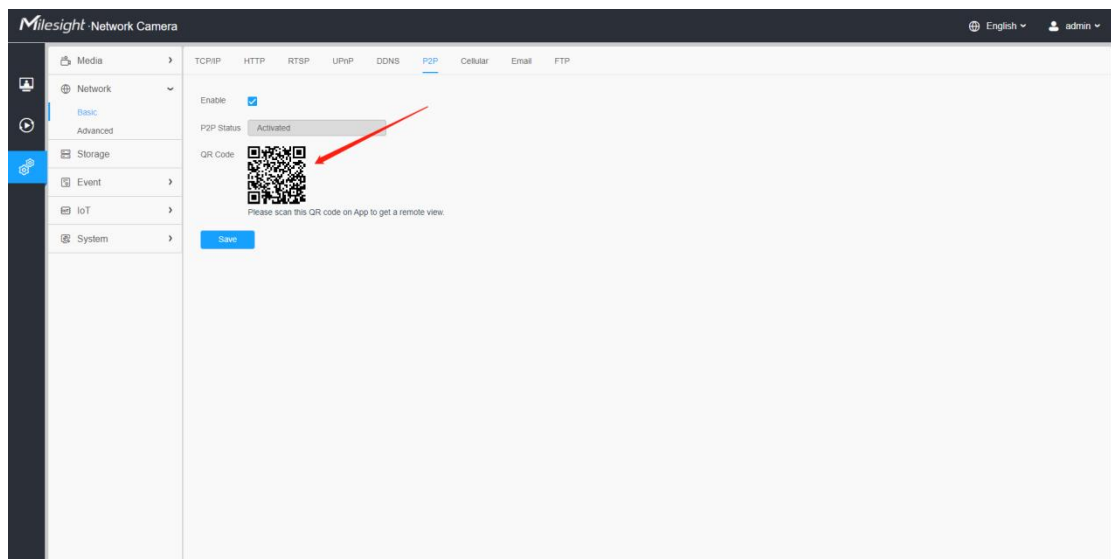 Milesight·Network Camera
English
admin
Media
Network
Basic
Advanced
Storage
Event
IoT
System
TCP/IP HTTP RTSP UPnP DDNS P2P Cellular Email FTP
Enable
P2P Status Activated
QR Code
Please scan this QR code on App to get a remote view.
Save